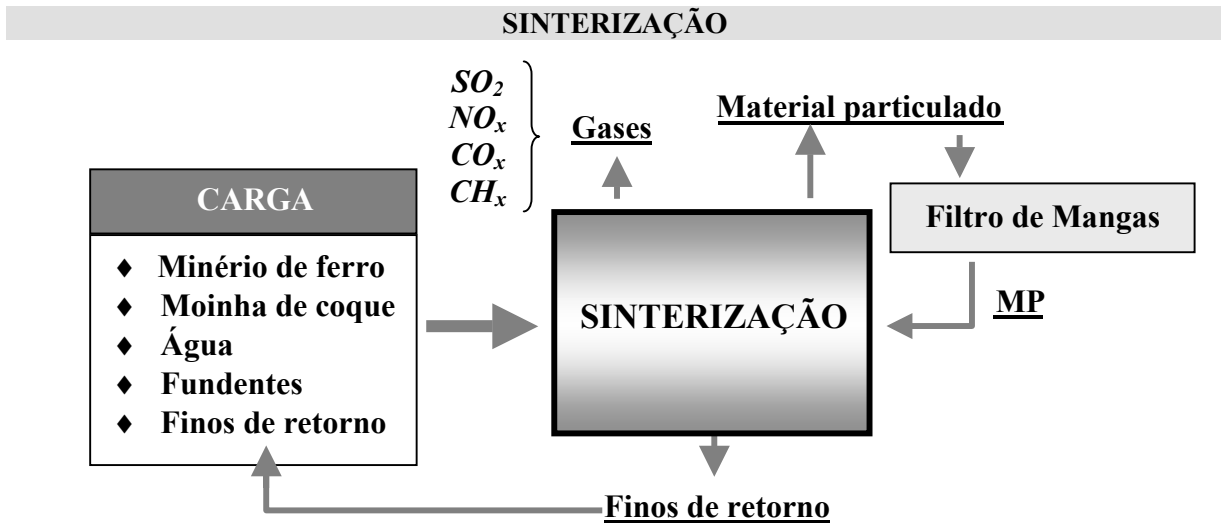 SINTERIZAÇÃO
SO2
NOx
COx
CHx
Gases
Material particulado
CARGA
♦ Minério de ferro
♦ Moinha de coque
♦ Água
♦ Fundentes
♦ Finos de retorno
SINTERIZAÇÃO
Filtro de Mangas
MP
Finos de retorno